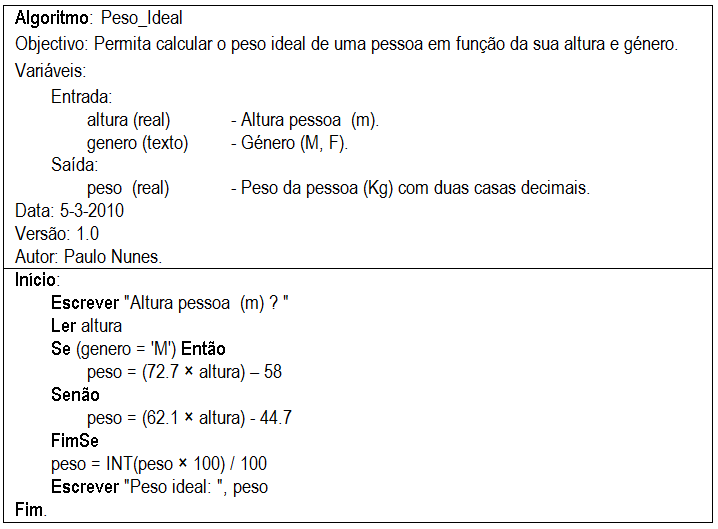 Algoritmo: Peso_Ideal
Objectivo: Permita calcular o peso ideal de uma pessoa em função da sua altura e género.
Variáveis:
Entrada:
altura (real) - Altura pessoa (m).
genero (texto) - Género (M, F).
Saída:
peso (real) - Peso da pessoa (Kg) com duas casas decimais.
Data: 5-3-2010
Versão: 1.0
Autor: Paulo Nunes.
Início:
Escrever "Altura pessoa (m) ? "
Ler altura
Se (genero = 'M') Então
peso = (72.7 × altura) – 58
Senão
peso = (62.1 × altura) - 44.7
FimSe
peso = INT(peso × 100) / 100
Escrever "Peso ideal: ", peso
Fim.